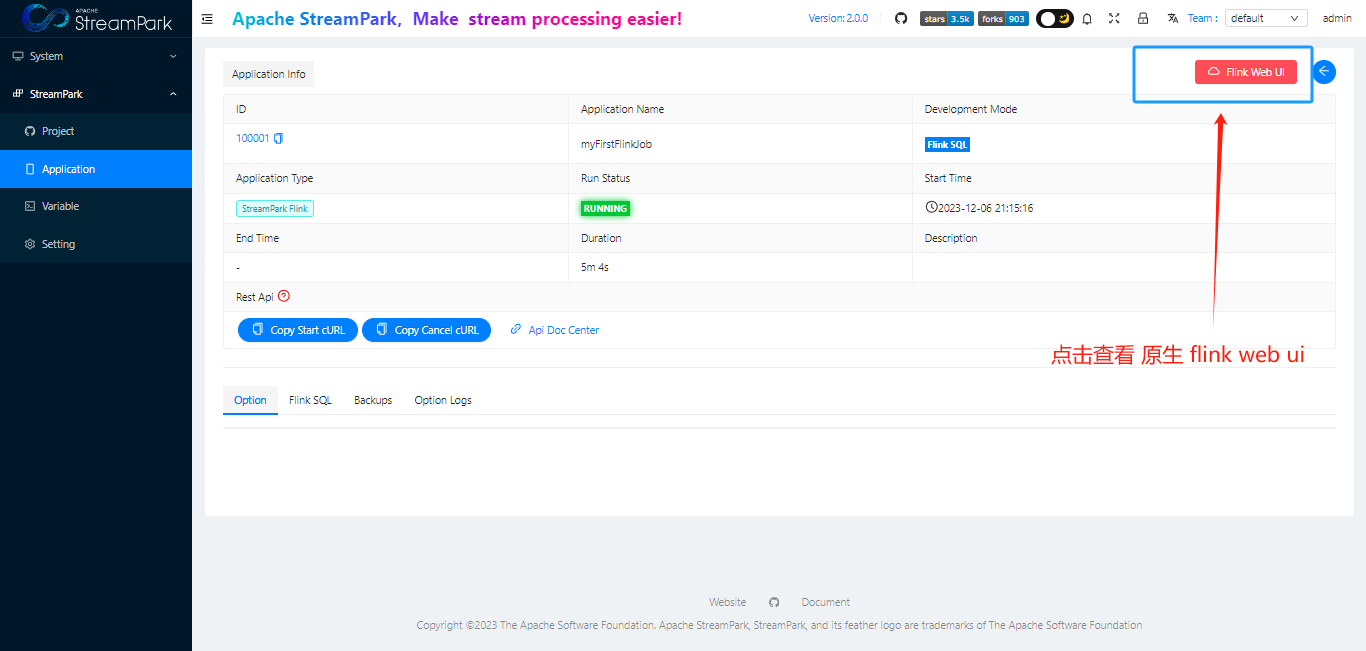 APACHE
StreamPark
Apache StreamPark, Make stream processing easier!
Version: 2.0.0
stars 3.5k
forks 903
Team :
default
admin
System
StreamPark
Project
Application
Variable
Setting
Application Info
Flink Web UI
ID
Application Name
Development Mode
100001
myFirstFlinkJob
Flink SQL
Application Type
Run Status
Start Time
StreamPark Flink
RUNNING
2023-12-06 21:15:16
End Time
Duration
Description
-
5m 4s
Rest Api
Copy Start cURL
Copy Cancel cURL
Api Doc Center
点击查看 原生 flink web ui
Option
Flink SQL
Backups
Option Logs
Website
Document
Copyright ©2023 The Apache Software Foundation. Apache StreamPark, StreamPark, and its feather logo are trademarks of The Apache Software Foundation